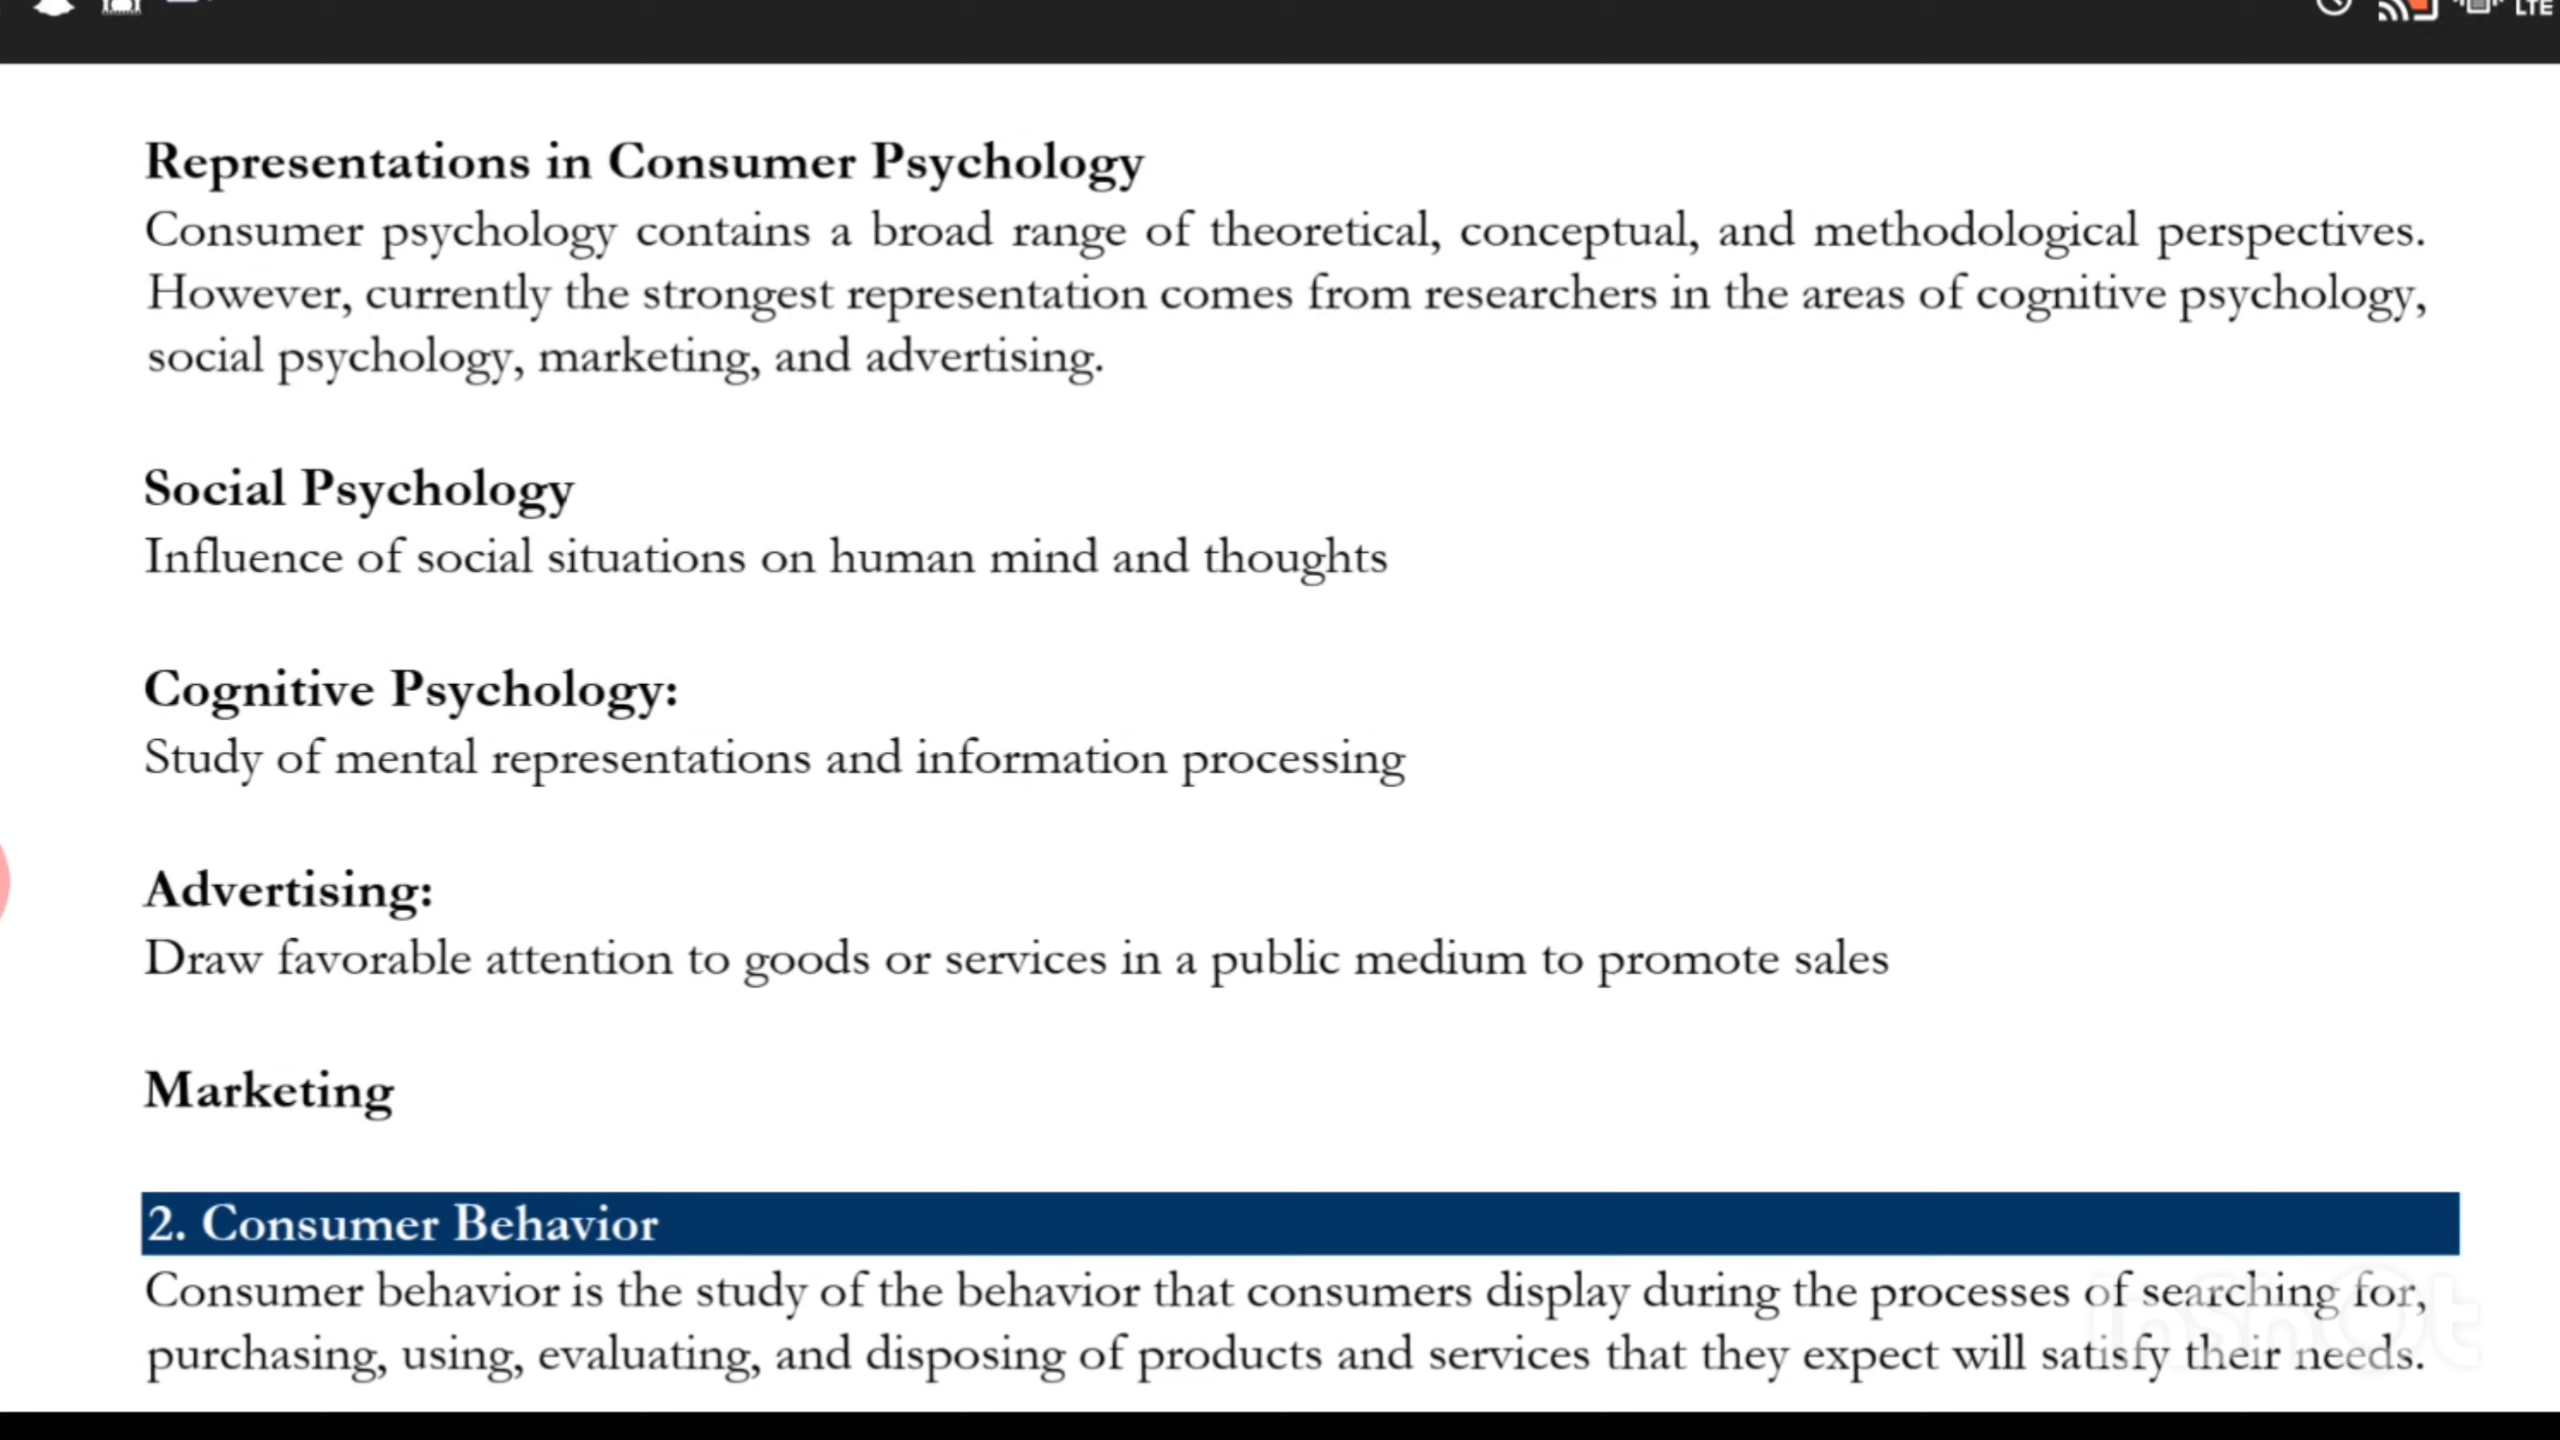 LTE
Representations in Consumer Psychology
Consumer psychology contains a broad range of theoretical, conceptual, and methodological perspectives.
However, currently the strongest representation comes from researchers in the areas of cognitive psychology,
social psychology, marketing, and advertising.
Social Psychology
Influence of social situations on human mind and thoughts
Cognitive Psychology:
Study of mental representations and information processing
Advertising:
Draw favorable attention to goods or services in a public medium to promote sales
Marketing
2. Consumer Behavior
Consumer behavior is the study of the behavior that consumers display during the processes of searching for,
purchasing, using, evaluating, and disposing of products and services that they expect will satisfy their needs.
InShOt